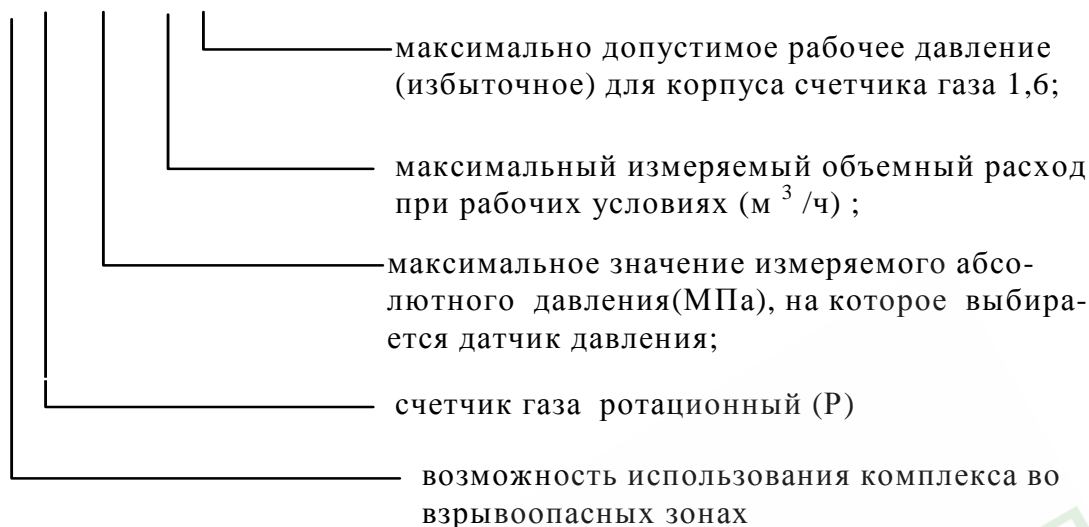 максимально допустимое рабочее давление
(избыточное) для корпуса счетчика газа 1,6;
максимальный измеряемый объемный расход
при рабочих условиях (м 3 /ч) ;
максимальное значение измеряемого абсо-
лютного давления(МПа), на которое выбира-
ется датчик давления;
счетчик газа ротационный (Р)
возможность использования комплекса во
взрывоопасных зонах